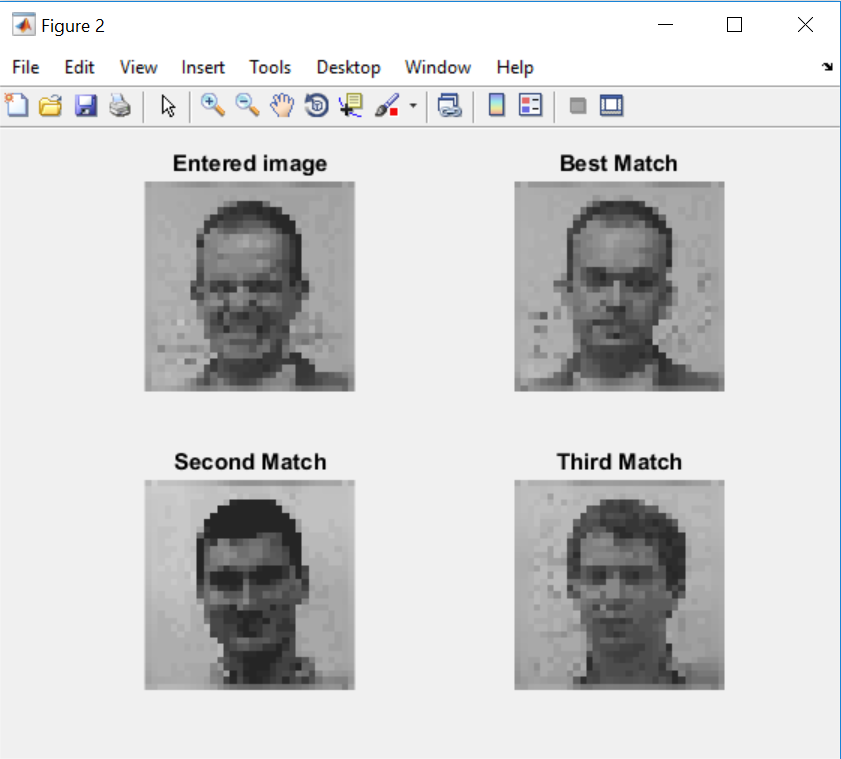 Figure 2
File Edit View Insert Tools Desktop Window Help
Entered image
Best Match
Second Match
Third Match